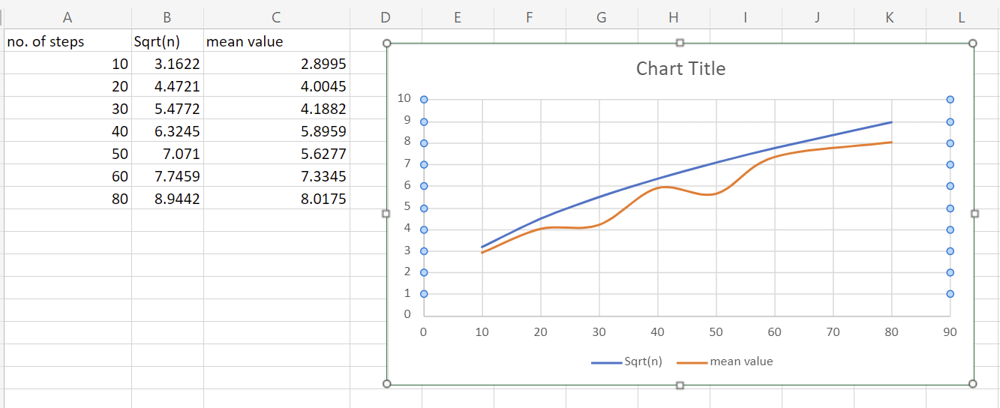 A B C D E F G H I J K L
no. of steps Sqrt(n) mean value
10 3.1622 2.8995
20 4.4721 4.0045
30 5.4772 4.1882
40 6.3245 5.8959
50 7.071 5.6277
60 7.7459 7.3345
80 8.9442 8.0175
Chart Title
10
9
8
7
6
5
4
3
2
1
0
0 10 20 30 40 50 60 70 80 90
Sqrt(n) mean value